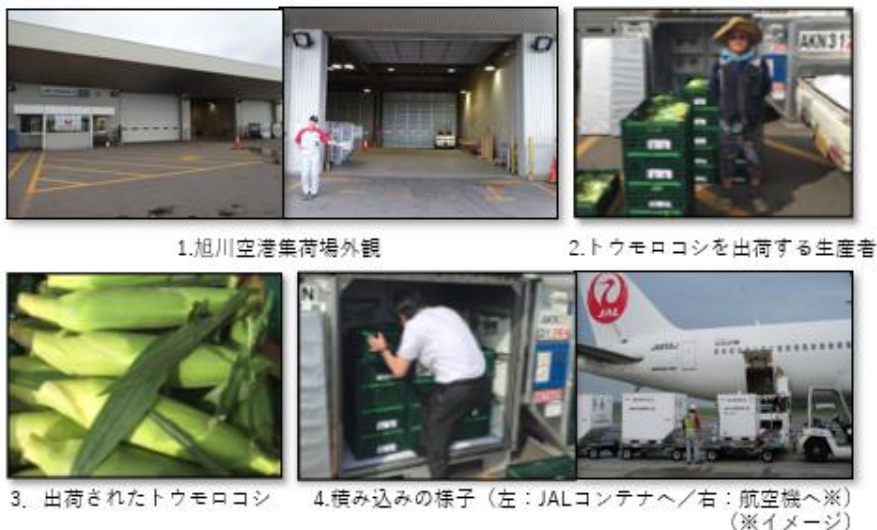 1.旭川空港集荷場外観
2.トウモロコシを出荷する生産者
AKN312
3. 出荷されたトウモロコシ
4.積み込みの様子（左：JALコンテナへ／右：航空機へ※）
（※イメージ）
N
AKN
JAL